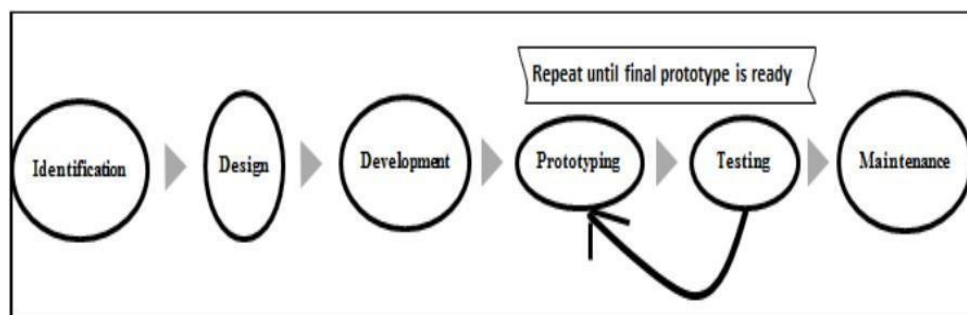 Repeat until final prototype is ready
Identification
Design
Development
Prototyping
Testing
Maintenance